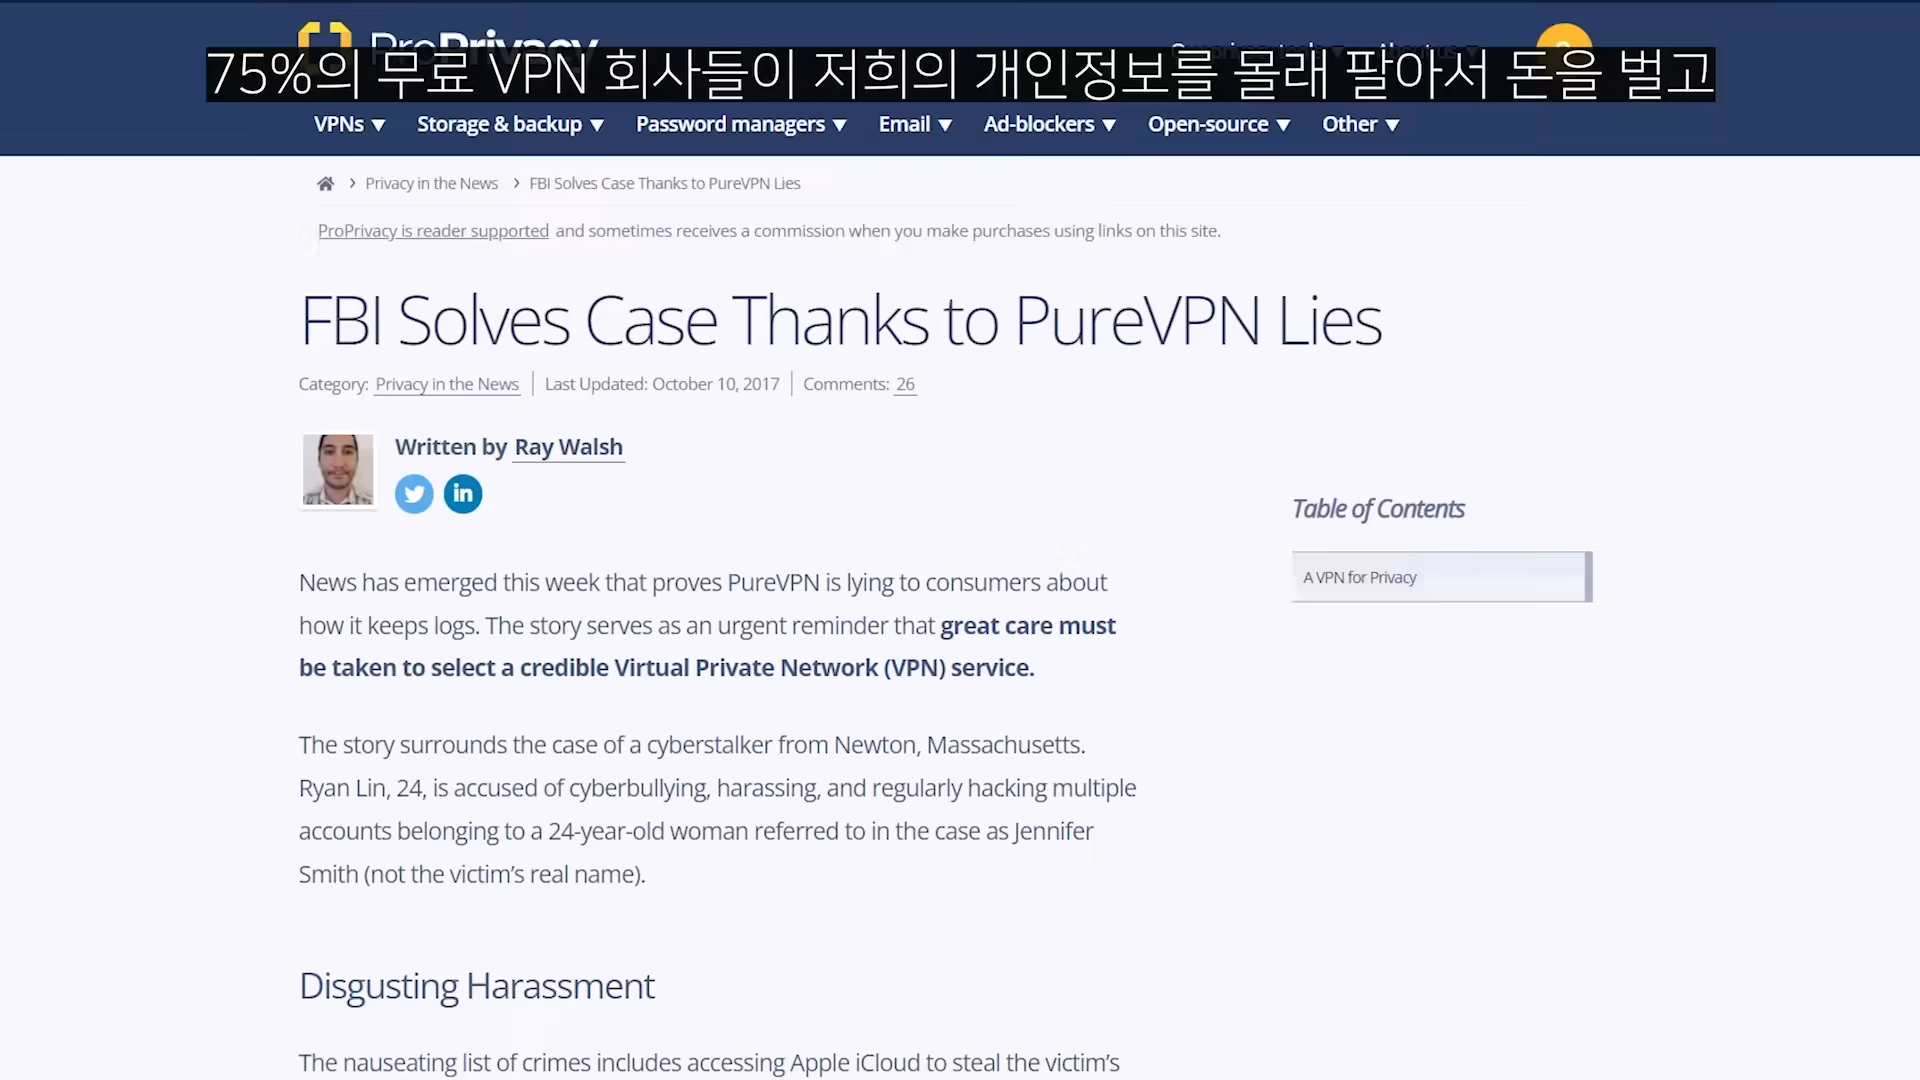 ProPrivacy
75%의 무료 VPN 회사들이 저희의 개인정보를 몰래 팔아서 돈을 벌고
VPNs Storage & backup Password managers Email Ad-blockers Open-source Other
Privacy in the News > FBI Solves Case Thanks to PureVPN Lies
ProPrivacy is reader supported and sometimes receives a commission when you make purchases using links on this site.
FBI Solves Case Thanks to PureVPN Lies
Category: Privacy in the News | Last Updated: October 10, 2017 | Comments: 26
Written by Ray Walsh
in
Table of Contents
A VPN for Privacy
News has emerged this week that proves PureVPN is lying to consumers about
how it keeps logs. The story serves as an urgent reminder that great care must
be taken to select a credible Virtual Private Network (VPN) service.
The story surrounds the case of a cyberstalker from Newton, Massachusetts.
Ryan Lin, 24, is accused of cyberbullying, harassing, and regularly hacking multiple
accounts belonging to a 24-year-old woman referred to in the case as Jennifer
Smith (not the victim’s real name).
Disgusting Harassment
The nauseating list of crimes includes accessing Apple iCloud to steal the victim’s